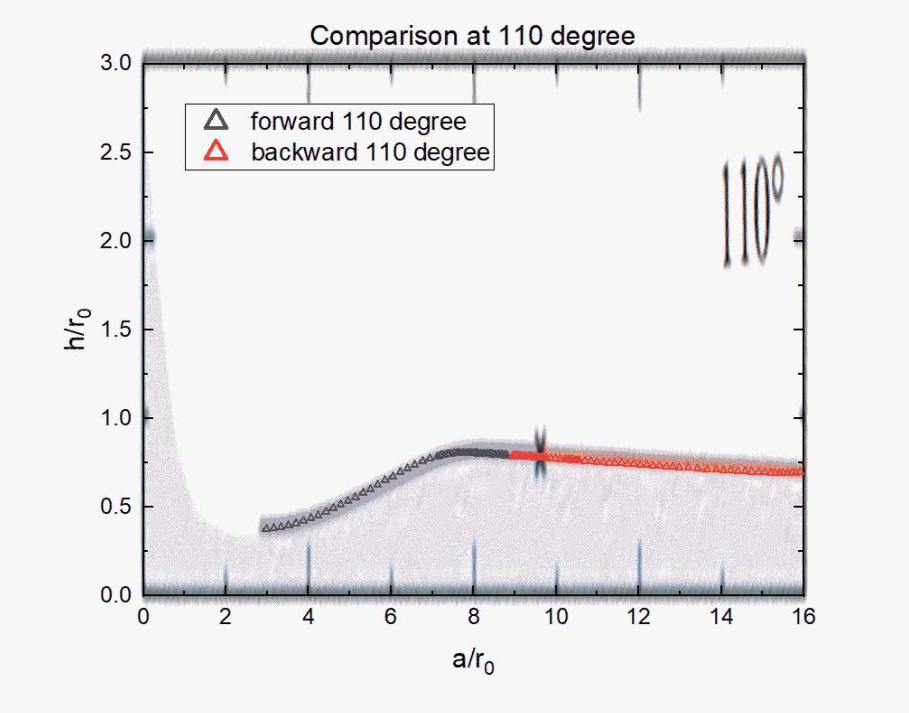 Comparison at 110 degree
3.0
forward 110 degree
backward 110 degree
2.5
110°
2.0
h/r0
1.5
1.0
0.5
0.0
0 2 4 6 8 10 12 14 16
a/r0